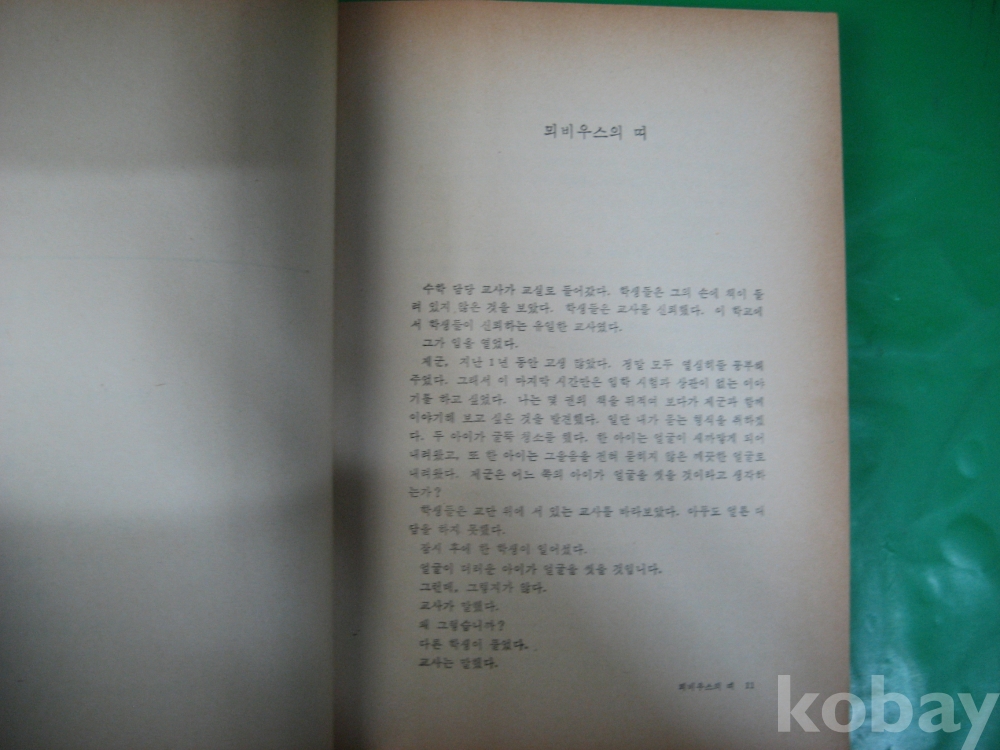 뫼비우스의 띠
수학 담당 교사가 교실로 들어갔다. 학생들은 그의 손에 책이 들
려 있지 않은 것을 보았다. 학생들은 교사를 신뢰했다. 이 학교에
서 학생들이 신뢰하는 유일한 교사였다.
그가 입을 열었다.
제군, 지난 1년 동안 고생 많았다. 정말 모두 열심히들 공부해
주었다. 그래서 이 마지막 시간만은 입학 시험과 상관이 없는 이야
기를 하고 싶었다. 나는 몇 권의 책을 뒤적여 보다가 제군과 함께
이야기해 보고 싶은 것을 발견했다. 일단 내가 묻는 형식을 취하겠
다. 두 아이가 굴뚝 청소를 했다. 한 아이는 얼굴이 새까맣게 되어
내려왔고, 또 한 아이는 그을음을 전혀 묻히지 않은 깨끗한 얼굴로
내려왔다. 제군은 어느 쪽의 아이가 얼굴을 씻을 것이라고 생각하
는가?
학생들은 교단 위에 서 있는 교사를 바라보았다. 아무도 얼른 대
답을 하지 못했다.
잠시 후에 한 학생이 일어섰다.
얼굴이 더러운 아이가 얼굴을 씻을 것입니다.
그런데, 그렇지가 않다.
교사가 말했다.
왜 그렇습니까?
다른 학생이 물었다.
교사는 말했다.
뫼비우스의 띠 11
kobay